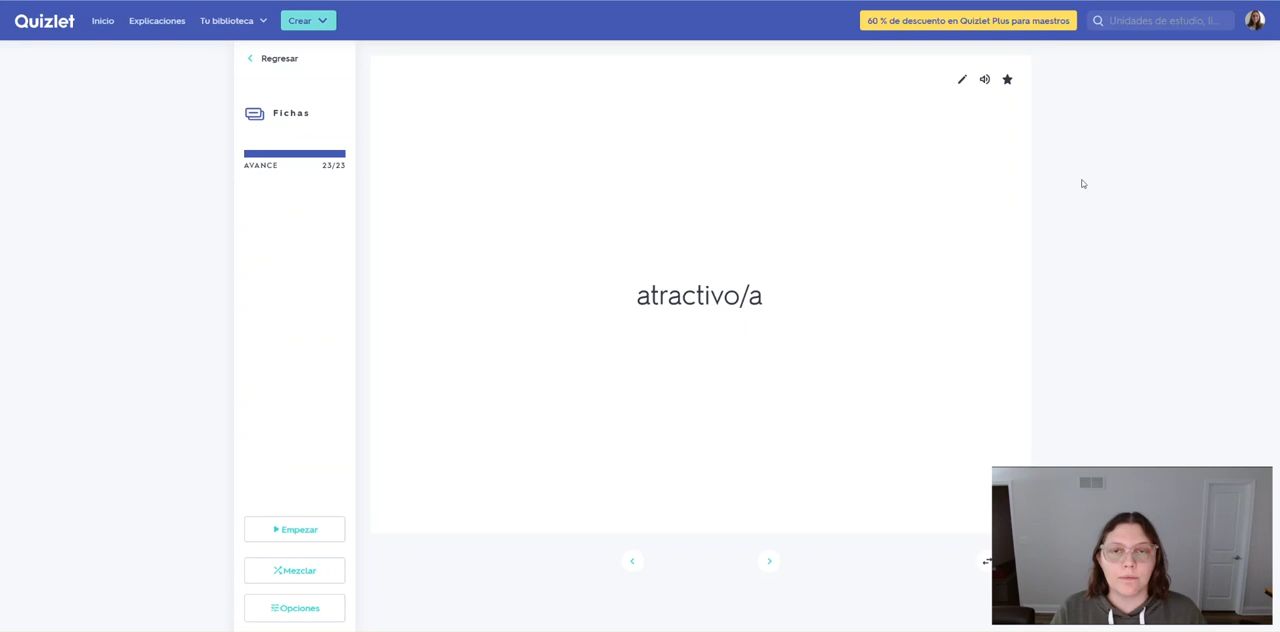 Quizlet
Inicio
Explicaciones
Tu biblioteca
Crear
60 % de descuento en Quizlet Plus para maestros
Unidades de estudio, li...
Regresar
Fichas
AVANCE 23/23
atractivo/a
Empezar
Mezclar
Opciones